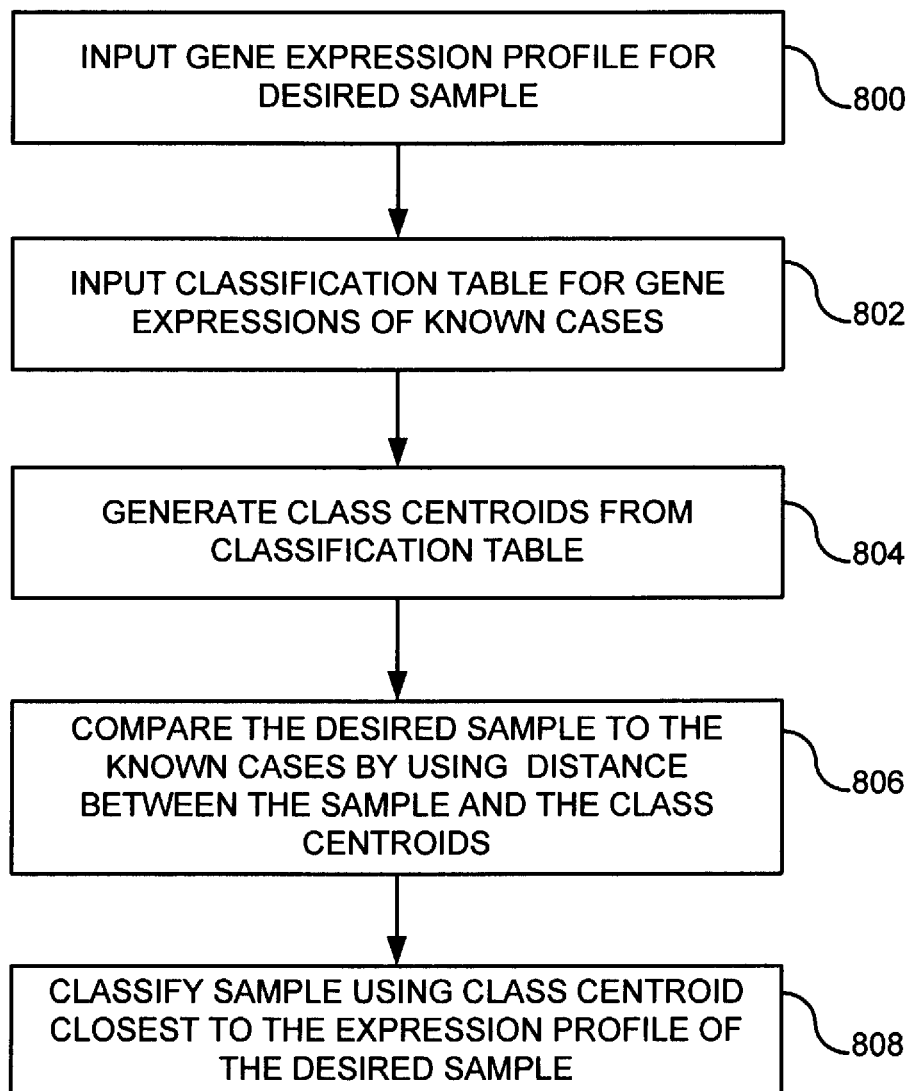 INPUT GENE EXPRESSION PROFILE FOR
DESIRED SAMPLE
800
INPUT CLASSIFICATION TABLE FOR GENE
EXPRESSIONS OF KNOWN CASES
802
GENERATE CLASS CENTROIDS FROM
CLASSIFICATION TABLE
804
COMPARE THE DESIRED SAMPLE TO THE
KNOWN CASES BY USING DISTANCE
BETWEEN THE SAMPLE AND THE CLASS
CENTROIDS
806
CLASSIFY SAMPLE USING CLASS CENTROID
CLOSEST TO THE EXPRESSION PROFILE OF
THE DESIRED SAMPLE
808